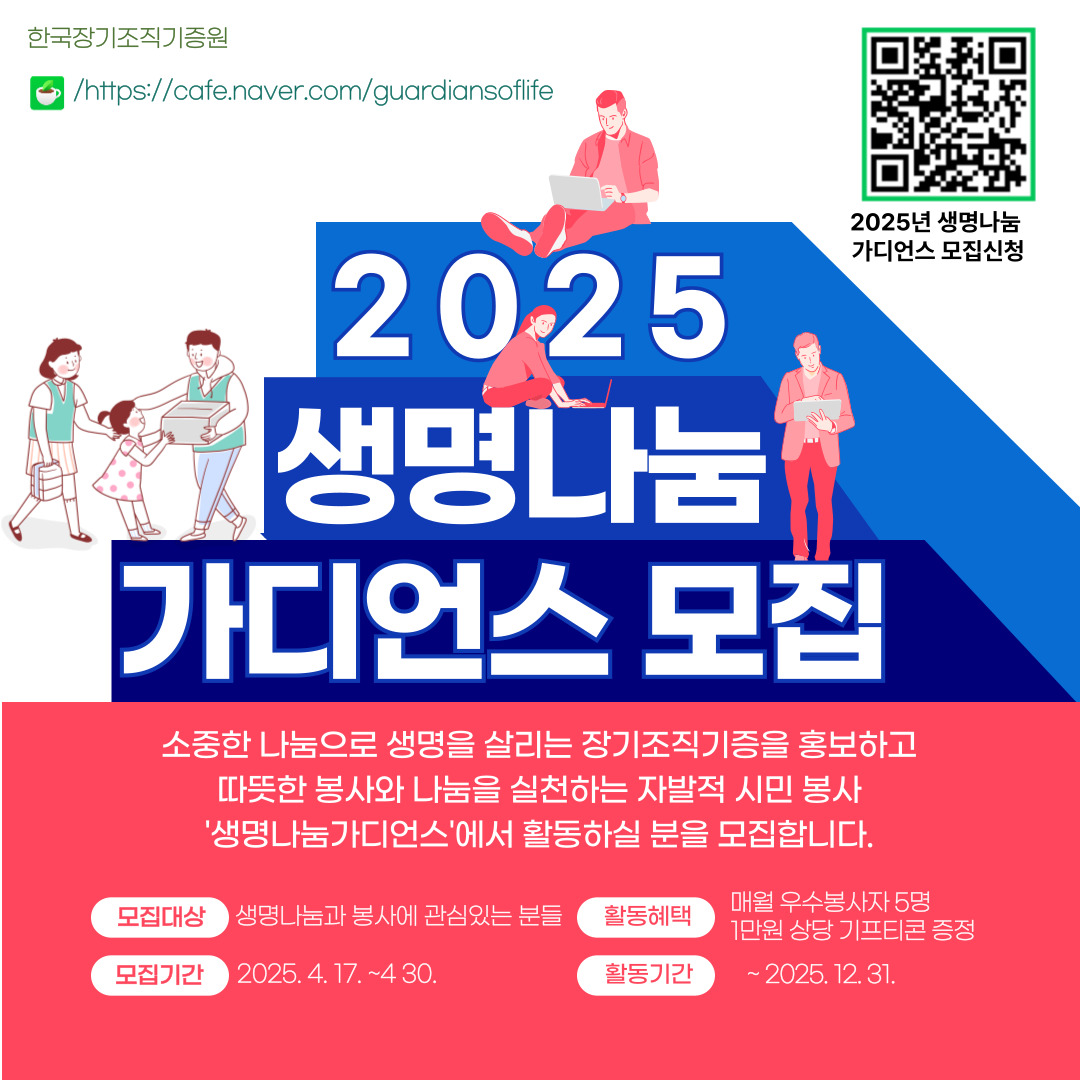 한국장기조직기증원
/https://cafe.naver.com/guardiansoflife
2025년 생명나눔
가디언스 모집신청
2025
생명나눔
가디언스 모집
소중한 나눔으로 생명을 살리는 장기조직기증을 홍보하고
따뜻한 봉사와 나눔을 실천하는 자발적 시민 봉사
'생명나눔가디언스'에서 활동하실 분을 모집합니다.
모집대상 생명나눔과 봉사에 관심있는 분들
모집기간 2025. 4. 17. ~4 30.
활동혜택 매월 우수봉사자 5명
1만원 상당 기프티콘 증정
활동기간 ~ 2025. 12. 31.